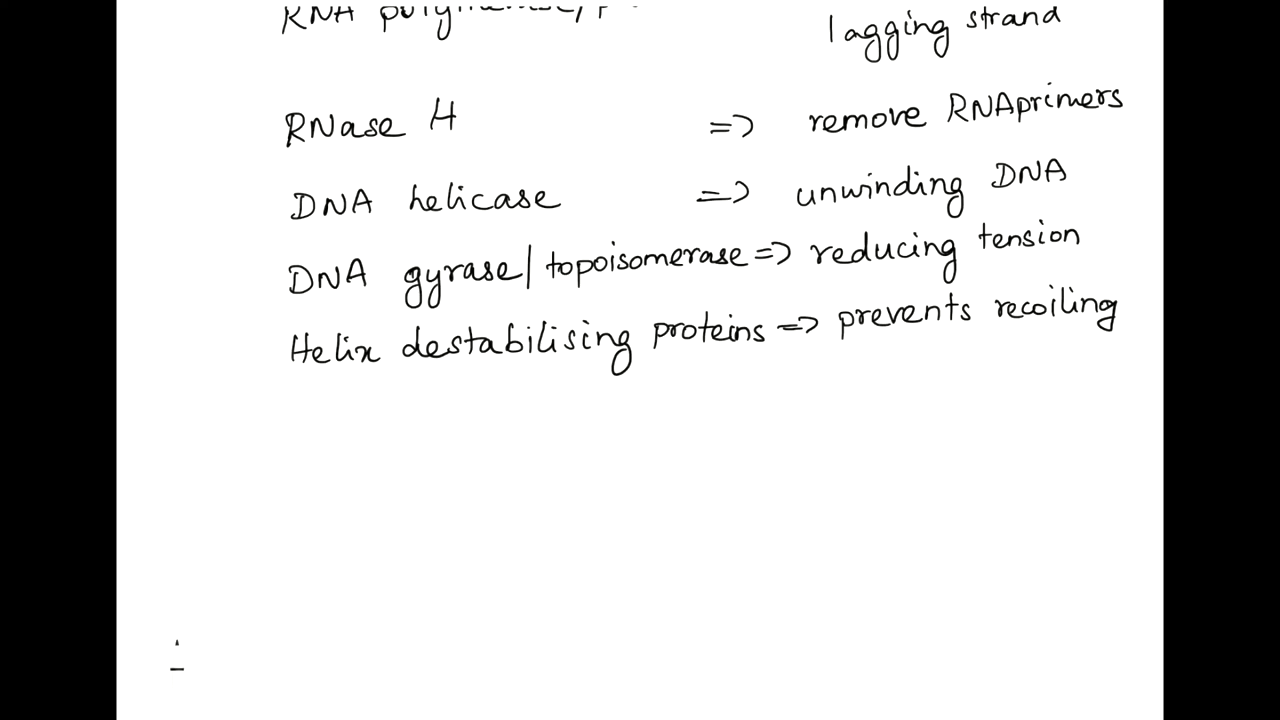 RNA
lagging strand
RNase H => remove RNAprimers
DNA helicase => unwinding DNA
DNA gyrase/topoisomerase => reducing tension
Helix destabilising proteins => prevents recoiling